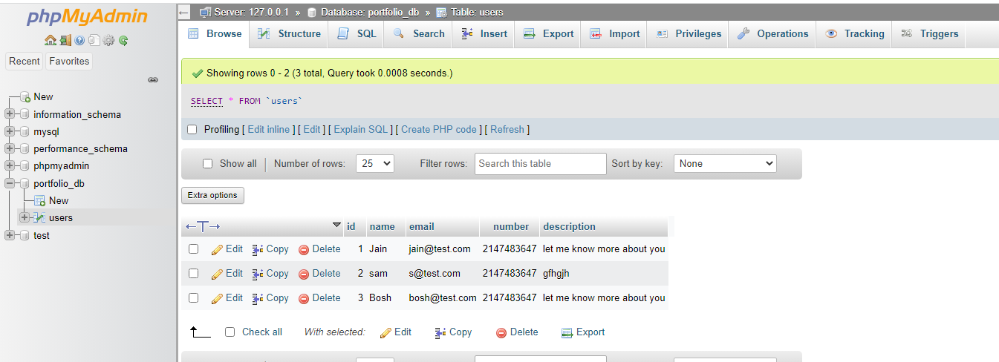 phpMyAdmin
Recent Favorites
New
information_schema
mysql
performance_schema
phpmyadmin
portfolio_db
New
users
test
Server: 127.0.0.1 » Database: portfolio_db » Table: users
Browse Structure SQL Search Insert Export Import Privileges Operations Tracking Triggers
Showing rows 0 - 2 (3 total, Query took 0.0008 seconds.)
SELECT * FROM `users`
Profiling [ Edit inline ] [ Edit ] [ Explain SQL ] [ Create PHP code ] [ Refresh ]
Show all Number of rows: 25 Filter rows: Search this table Sort by key: None
Extra options
id name email number description
Edit Copy Delete 1 Jain jain@test.com 2147483647 let me know more about you
Edit Copy Delete 2 sam s@test.com 2147483647 gfhgjh
Edit Copy Delete 3 Bosh bosh@test.com 2147483647 let me know more about you
Check all With selected: Edit Copy Delete Export